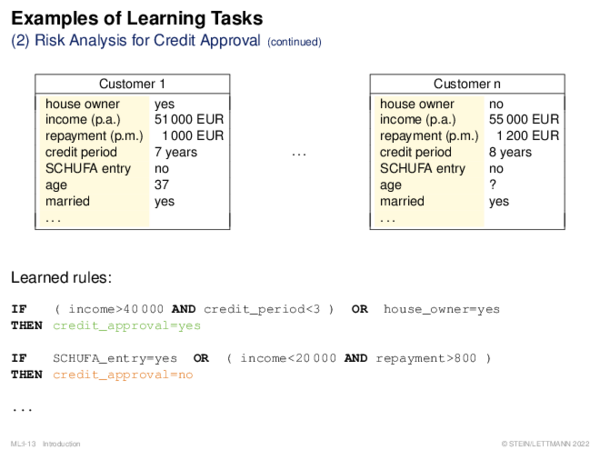 Examples of Learning Tasks
(2) Risk Analysis for Credit Approval (continued)
Customer 1
house owner yes
income (p.a.) 51 000 EUR
repayment (p.m.) 1 000 EUR
credit period 7 years
SCHUFA entry no
age 37
married yes
...
...
Customer n
house owner no
income (p.a.) 55 000 EUR
repayment (p.m.) 1 200 EUR
credit period 8 years
SCHUFA entry no
age ?
married yes
...
Learned rules:
IF ( income>40 000 AND credit_period<3 ) OR house_owner=yes
THEN credit_approval=yes
IF SCHUFA_entry=yes OR ( income<20 000 AND repayment>800 )
THEN credit_approval=no
...
ML:I-13 Introduction
© STEIN/LETTMANN 2022